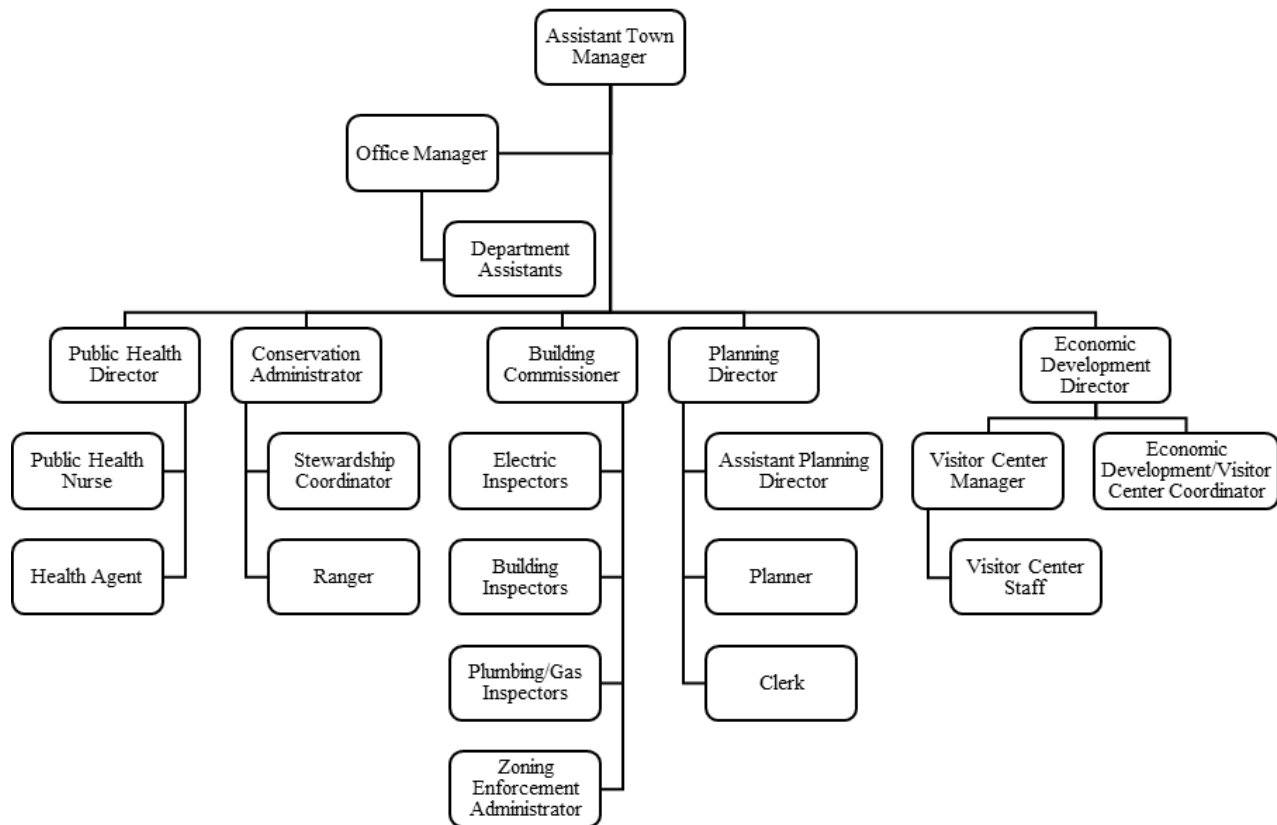 Assistant Town
Manager
Office Manager
Department
Assistants
Public Health
Director
Conservation
Administrator
Building
Commissioner
Planning
Director
Economic
Development
Director
Public Health
Nurse
Stewardship
Coordinator
Electric
Inspectors
Assistant Planning
Director
Visitor Center
Manager
Economic
Development/Visitor
Center Coordinator
Health Agent
Ranger
Building
Inspectors
Planner
Visitor Center
Staff
Plumbing/Gas
Inspectors
Clerk
Zoning
Enforcement
Administrator